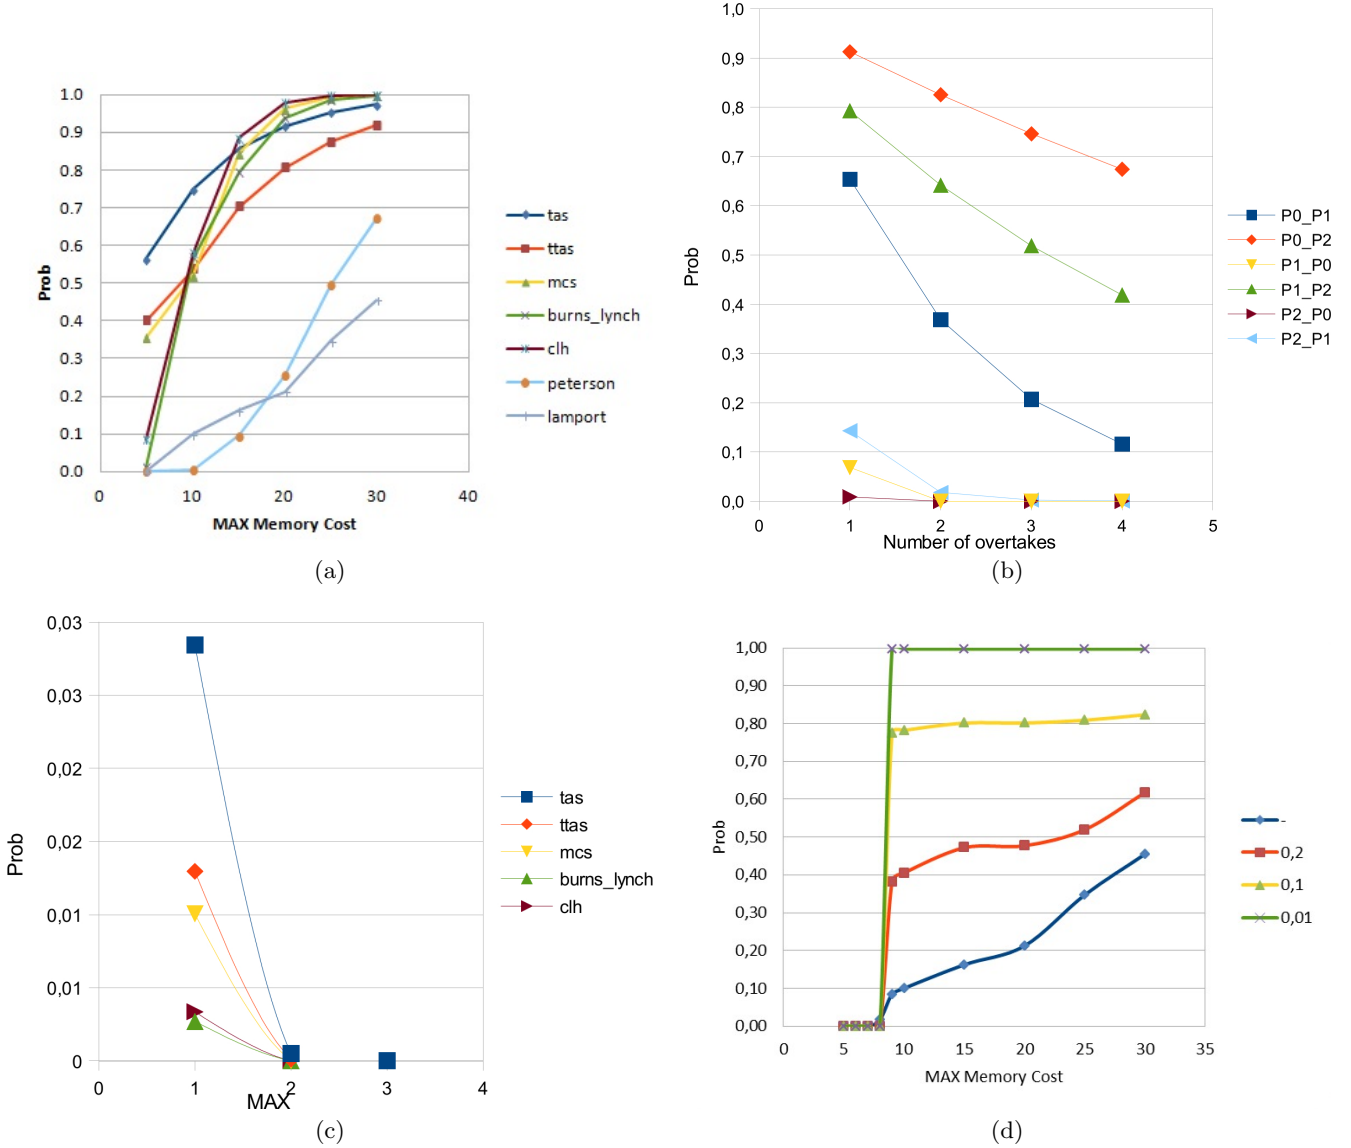 1.0
0.9
0.8
0.7
0.6
0.5
0.4
0.3
0.2
0.1
0.0
0 10 20 30 40
Prob
MAX Memory Cost
tas
ttas
mcs
burns_lynch
clh
peterson
lamport
(a)
1,0
0,9
0,8
0,7
0,6
0,5
0,4
0,3
0,2
0,1
0,0
0 1 2 3 4 5
Prob
Number of overtakes
P0_P1
P0_P2
P1_P0
P1_P2
P2_P0
P2_P1
(b)
0,03
0,03
0,02
0,02
0,01
0,01
0
0 1 2 3 4
Prob
MAX
tas
ttas
mcs
burns_lynch
clh
(c)
1,00
0,90
0,80
0,70
0,60
0,50
0,40
0,30
0,20
0,10
0,00
0 5 10 15 20 25 30 35
Prob
MAX Memory Cost
-
0,2
0,1
0,01
(d)